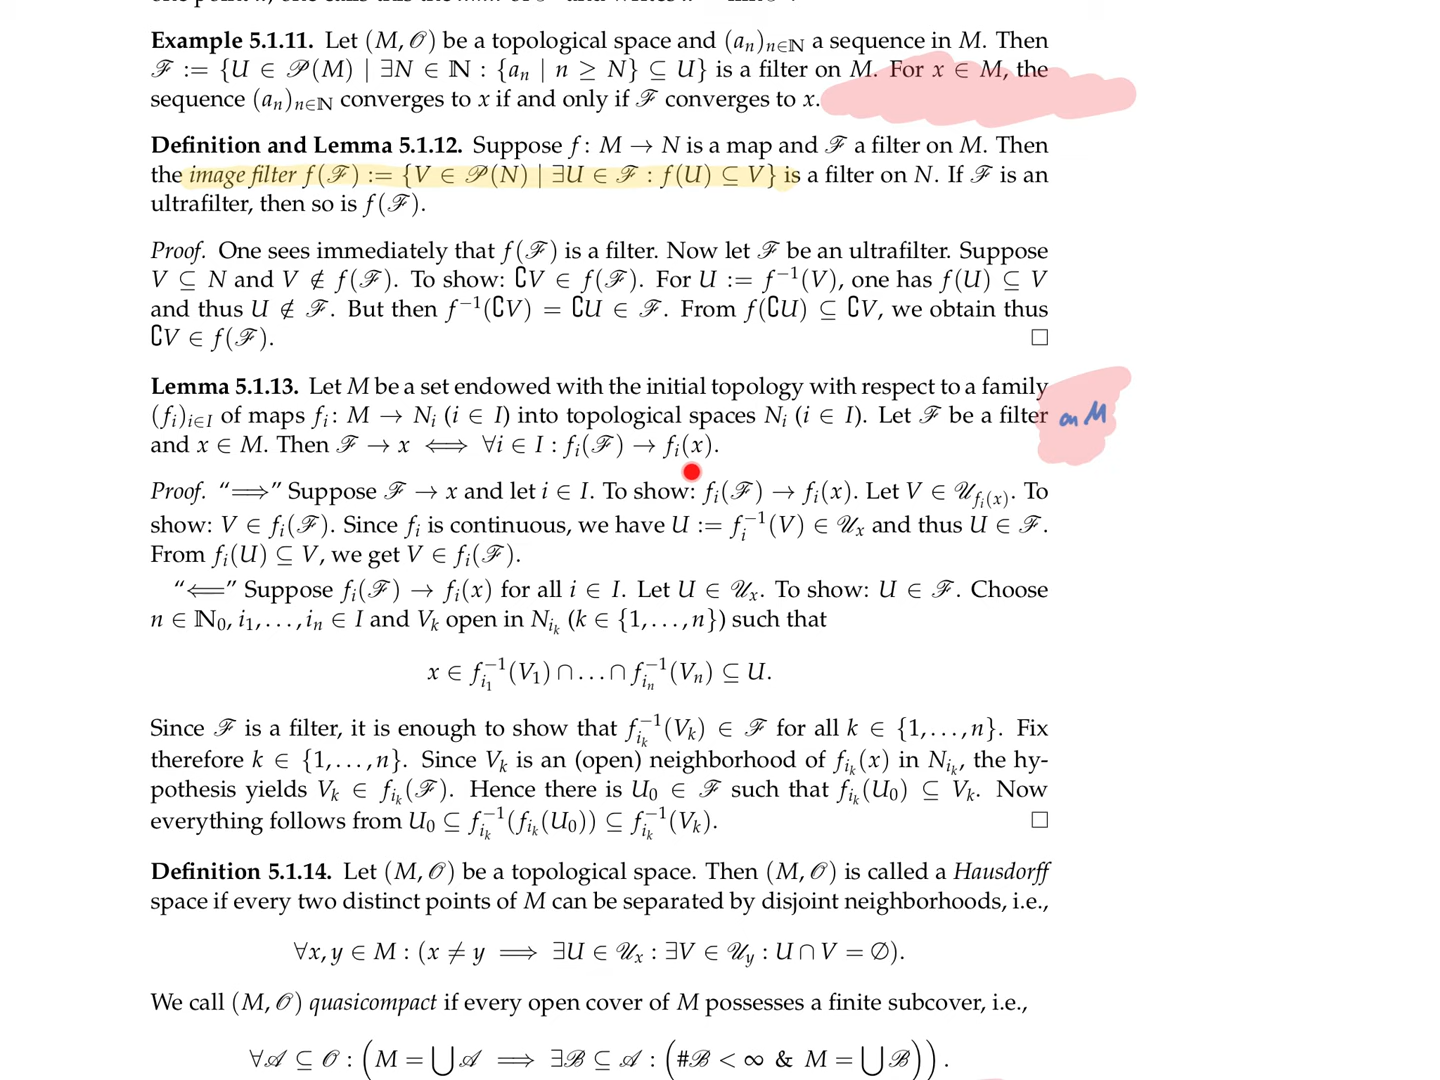 Example 5.1.11. Let (M, 𝒪) be a topological space and (aₙ)ₙ∈ℕ a sequence in M. Then
ℱ := {U ∈ 𝒫(M) | ∃N ∈ ℕ : {aₙ | n ≥ N} ⊆ U} is a filter on M. For x ∈ M, the
sequence (aₙ)ₙ∈ℕ converges to x if and only if ℱ converges to x.
Definition and Lemma 5.1.12. Suppose f : M → N is a map and ℱ a filter on M. Then
the image filter f(ℱ) := {V ∈ 𝒫(N) | ∃U ∈ ℱ : f(U) ⊆ V} is a filter on N. If ℱ is an
ultrafilter, then so is f(ℱ).
Proof. One sees immediately that f(ℱ) is a filter. Now let ℱ be an ultrafilter. Suppose
V ⊆ N and V ∉ f(ℱ). To show: ∁V ∈ f(ℱ). For U := f⁻¹(V), one has f(U) ⊆ V
and thus U ∉ ℱ. But then f⁻¹(∁V) = ∁U ∈ ℱ. From f(∁U) ⊆ ∁V, we obtain thus
∁V ∈ f(ℱ). □
Lemma 5.1.13. Let M be a set endowed with the initial topology with respect to a family
(fᵢ)ᵢ∈I of maps fᵢ : M → Nᵢ (i ∈ I) into topological spaces Nᵢ (i ∈ I). Let ℱ be a filter on M
and x ∈ M. Then ℱ → x ⟺ ∀i ∈ I : fᵢ(ℱ) → fᵢ(x).
Proof. "⟹" Suppose ℱ → x and let i ∈ I. To show: fᵢ(ℱ) → fᵢ(x). Let V ∈ 𝒰_{fᵢ(x)}. To
show: V ∈ fᵢ(ℱ). Since fᵢ is continuous, we have U := fᵢ⁻¹(V) ∈ 𝒰ₓ and thus U ∈ ℱ.
From fᵢ(U) ⊆ V, we get V ∈ fᵢ(ℱ).
"⟸" Suppose fᵢ(ℱ) → fᵢ(x) for all i ∈ I. Let U ∈ 𝒰ₓ. To show: U ∈ ℱ. Choose
n ∈ ℕ₀, i₁, . . . , iₙ ∈ I and Vₖ open in N_{iₖ} (k ∈ {1, . . . , n}) such that
x ∈ f_{i₁}⁻¹(V₁) ∩ . . . ∩ f_{iₙ}⁻¹(Vₙ) ⊆ U.
Since ℱ is a filter, it is enough to show that f_{iₖ}⁻¹(Vₖ) ∈ ℱ for all k ∈ {1, . . . , n}. Fix
therefore k ∈ {1, . . . , n}. Since Vₖ is an (open) neighborhood of f_{iₖ}(x) in N_{iₖ}, the hy-
pothesis yields Vₖ ∈ f_{iₖ}(ℱ). Hence there is U₀ ∈ ℱ such that f_{iₖ}(U₀) ⊆ Vₖ. Now
everything follows from U₀ ⊆ f_{iₖ}⁻¹(f_{iₖ}(U₀)) ⊆ f_{iₖ}⁻¹(Vₖ). □
Definition 5.1.14. Let (M, 𝒪) be a topological space. Then (M, 𝒪) is called a Hausdorff
space if every two distinct points of M can be separated by disjoint neighborhoods, i.e.,
∀x, y ∈ M : (x ≠ y ⟹ ∃U ∈ 𝒰ₓ : ∃V ∈ 𝒰_y : U ∩ V = ∅).
We call (M, 𝒪) quasicompact if every open cover of M possesses a finite subcover, i.e.,
∀𝒜 ⊆ 𝒪 : (M = ⋃𝒜 ⟹ ∃ℬ ⊆ 𝒜 : (#ℬ < ∞ & M = ⋃ℬ)).